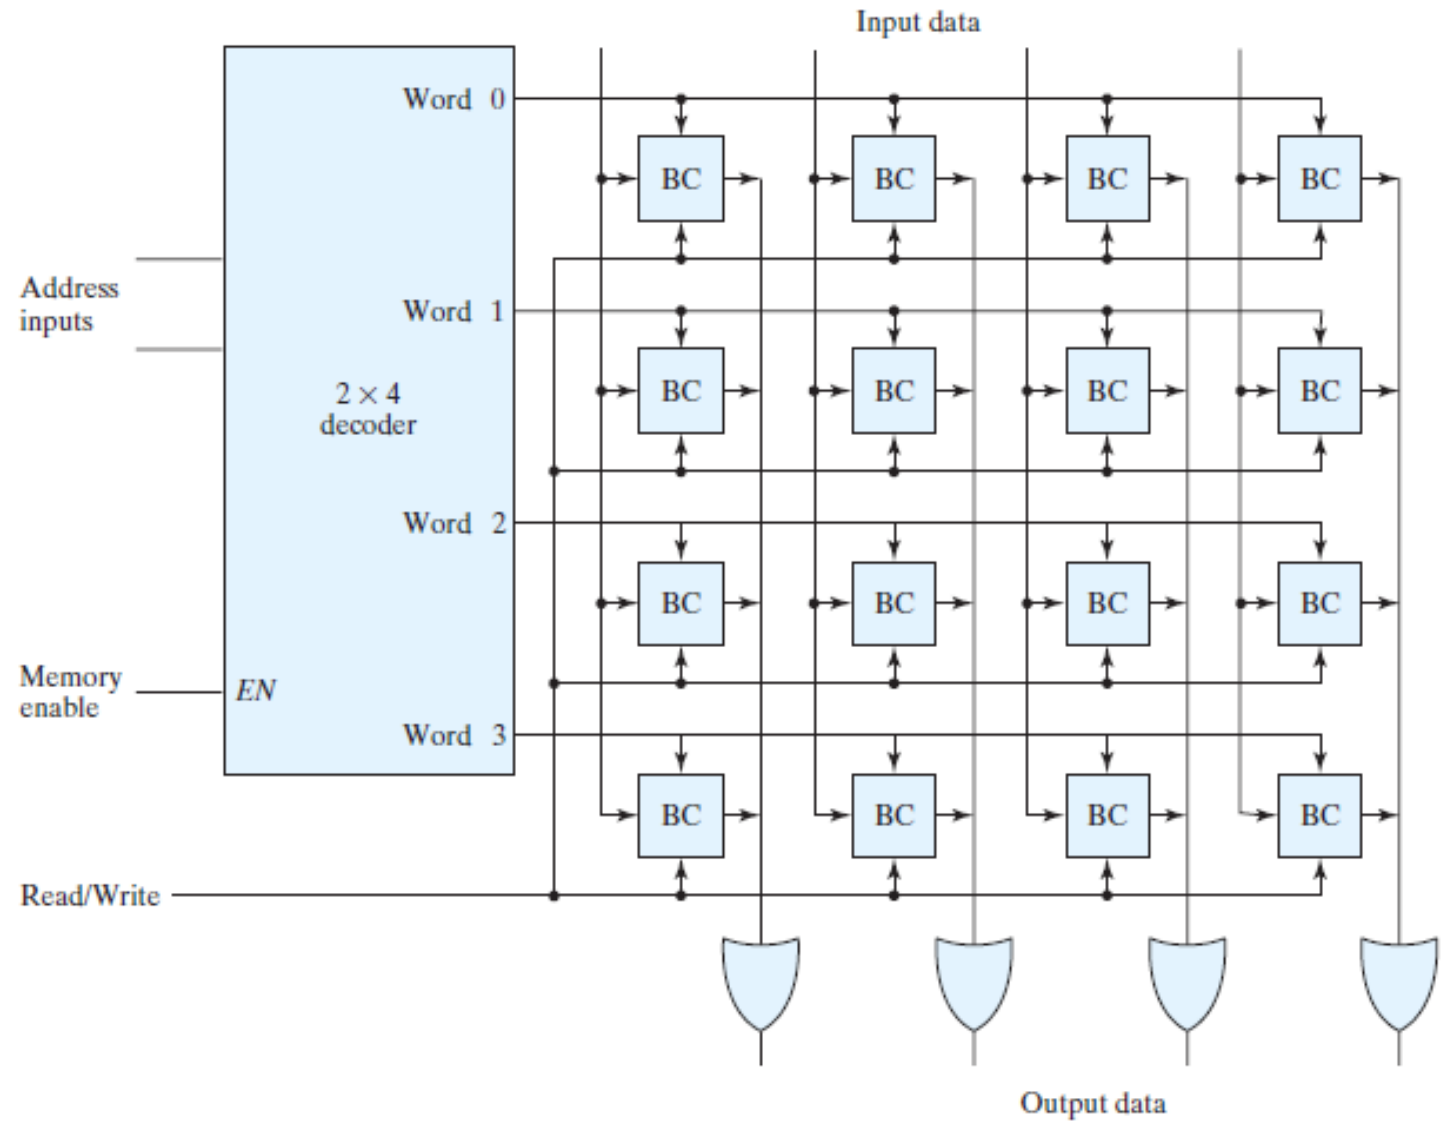 Input data
Word 0
BC BC BC BC
Address
inputs
Word 1
2 × 4
decoder
BC BC BC BC
Word 2
BC BC BC BC
Memory
enable
EN
Word 3
BC BC BC BC
Read/Write
Output data